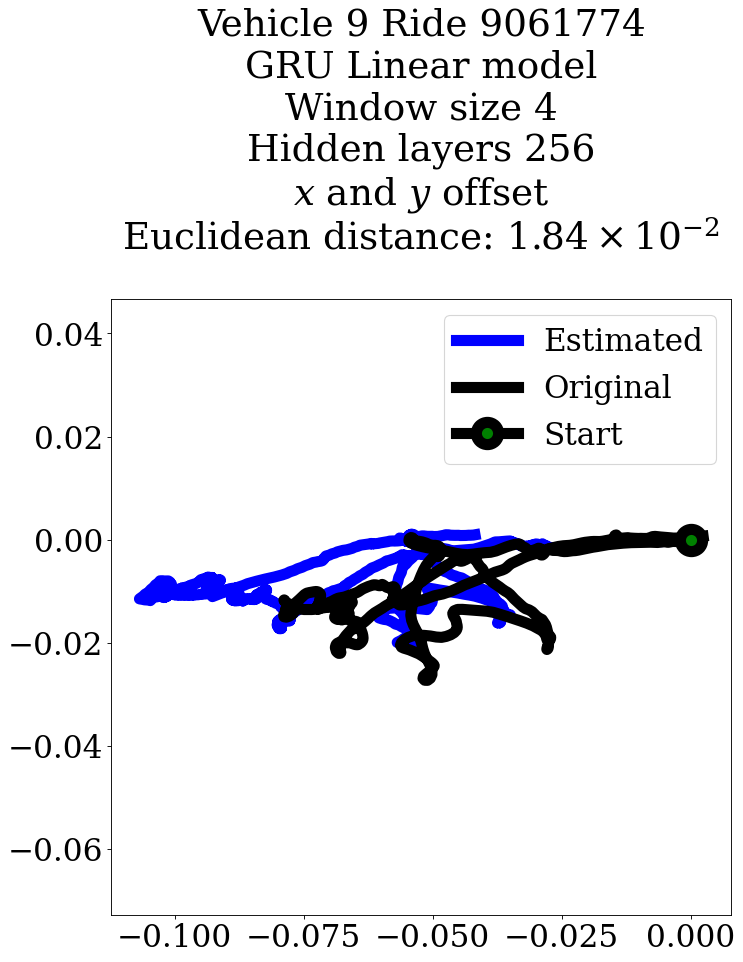 Vehicle 9 Ride 9061774
GRU Linear model
Window size 4
Hidden layers 256
x and y offset
Euclidean distance: 1.84 × 10⁻²
Estimated
Original
Start
0.04
0.02
0.00
−0.02
−0.04
−0.06
−0.100 −0.075 −0.050 −0.025 0.000